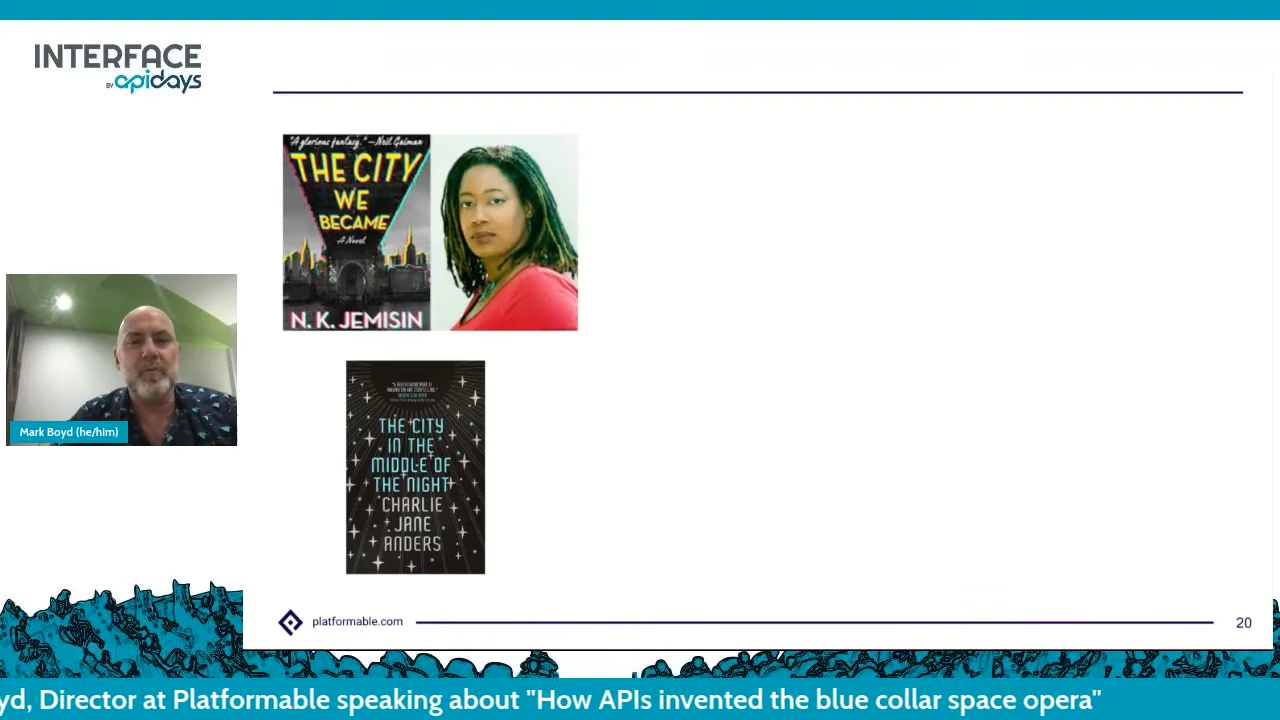 INTERFACE
BY apidays
"A glorious fantasy." —Neil Gaiman
THE CITY
WE
BECAME
A Novel
N. K. JEMISIN
Mark Boyd (he/him)
THE CITY
IN THE
MIDDLE OF
THE NIGHT
CHARLIE
JANE
ANDERS
platformable.com
20
yd, Director at Platformable speaking about "How APIs invented the blue collar space opera"